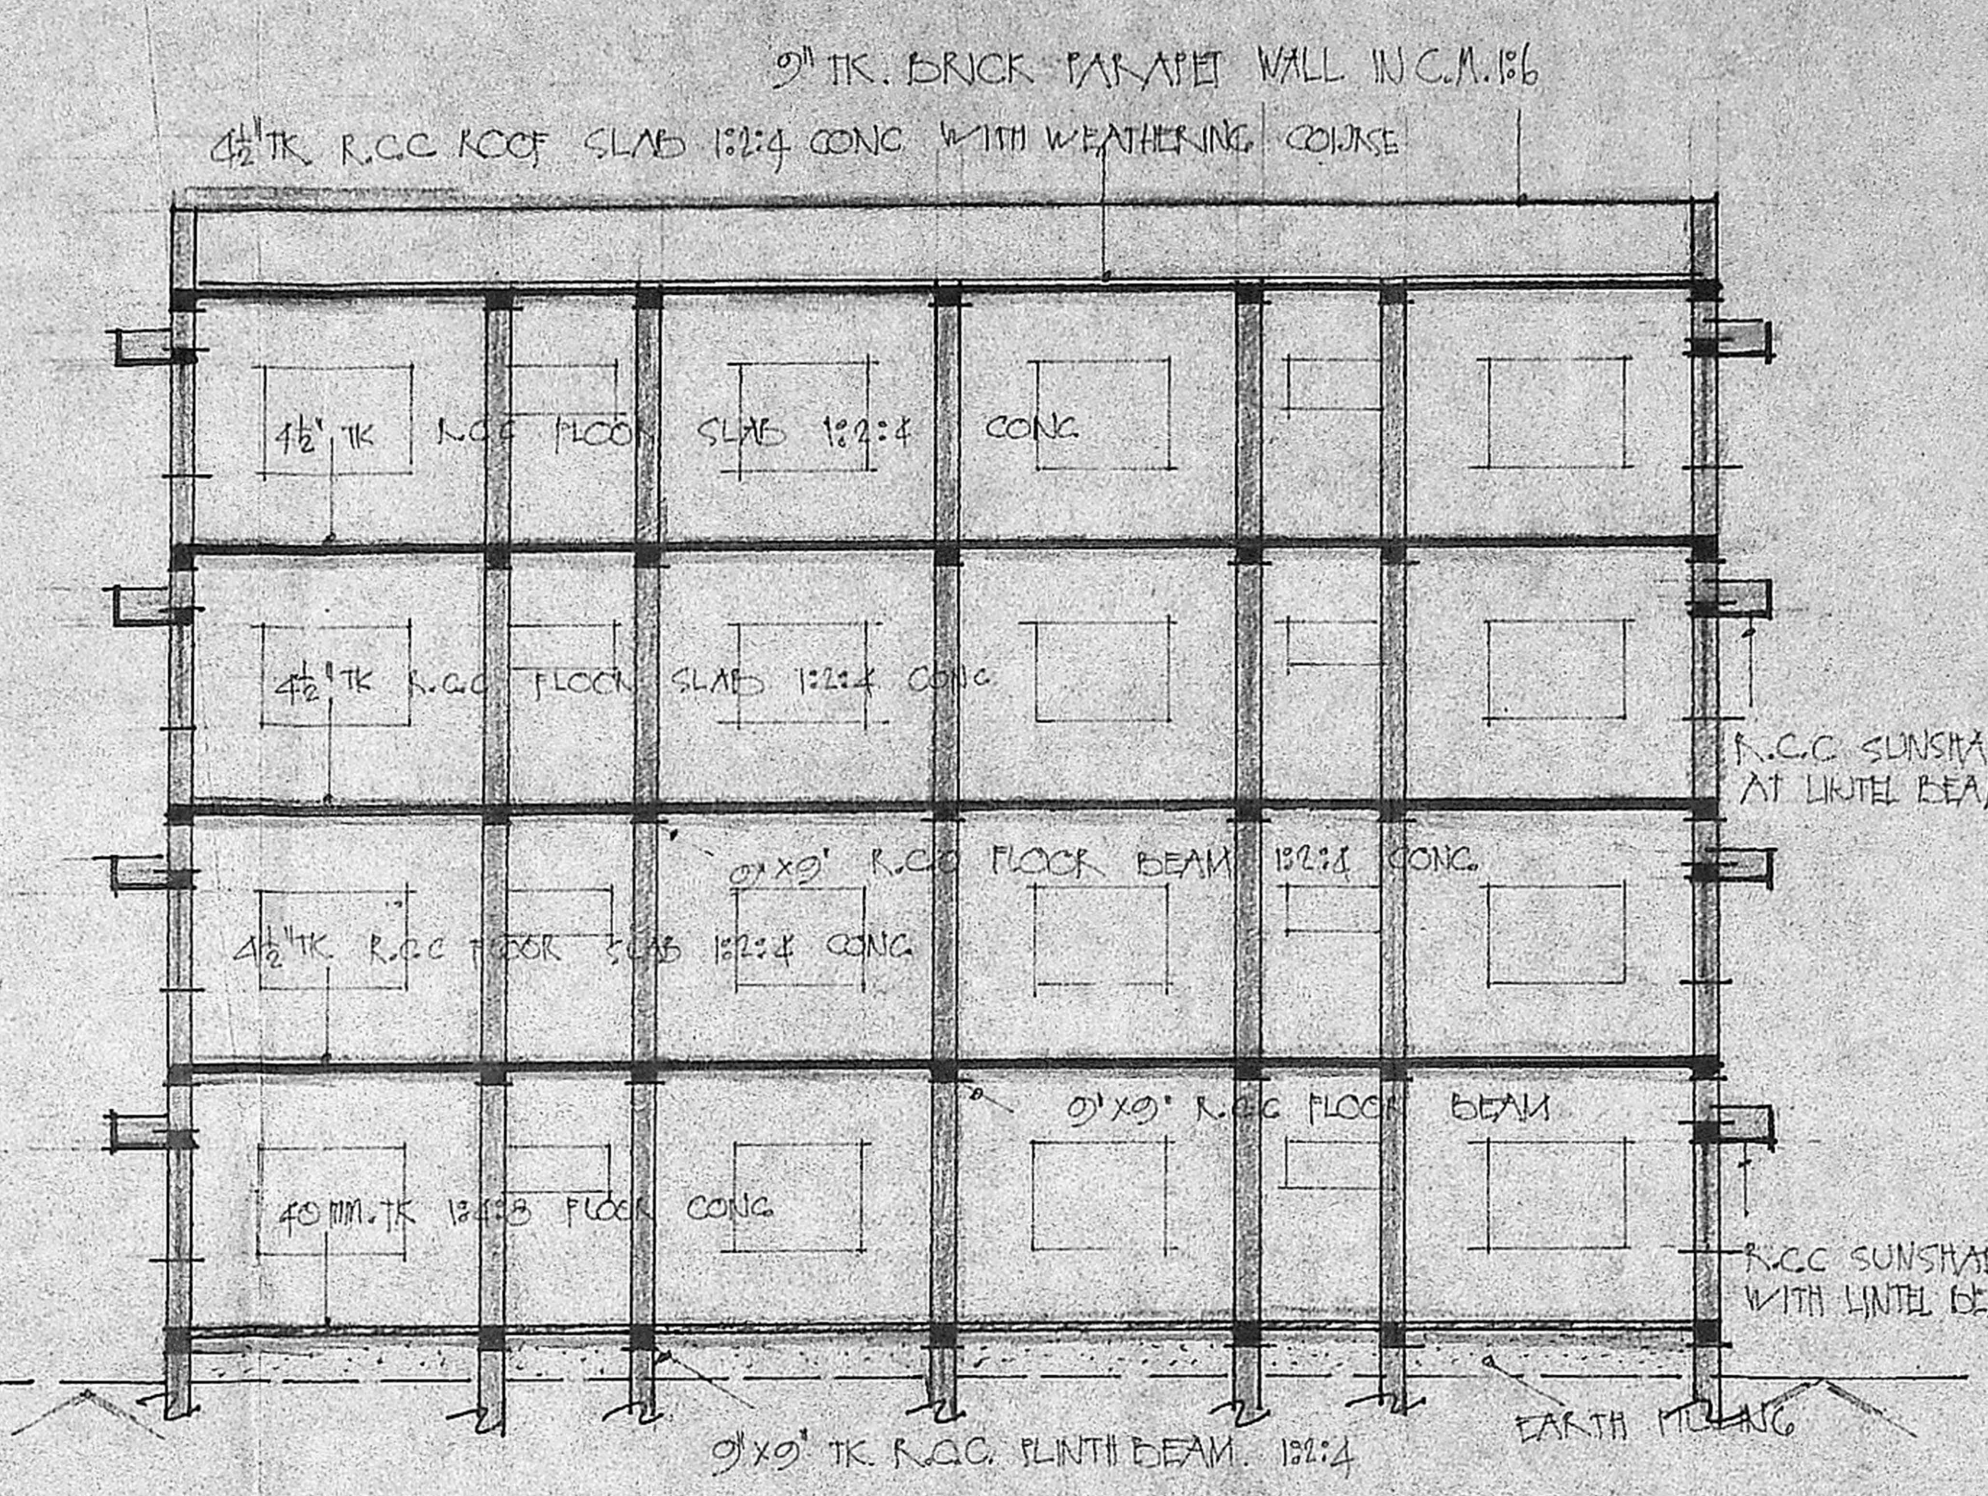 9" TK. BRICK PARAPET WALL IN C.M. 1:6
4½" TK R.C.C ROOF SLAB 1:2:4 CONC WITH WEATHERING COURSE
4½" TK R.C.C FLOOR SLAB 1:2:4 CONC
4½" TK R.C.C FLOOR SLAB 1:2:4 CONC
R.C.C SUNSHA
AT LINTEL BEA
9"X9" R.C.C FLOOR BEAM 1:2:4 CONC
4½" TK R.C.C FLOOR SLAB 1:2:4 CONC
9"X9" R.C.C FLOOR BEAM
40 MM. TK 1:4:8 FLOOR CONC
R.C.C SUNSHA
WITH LINTEL BE
EARTH FILLING
9"X9" TK R.C.C. PLINTH BEAM. 1:2:4